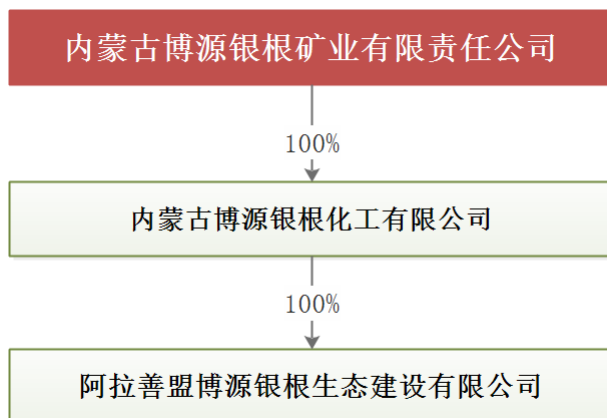 内蒙古博源银根矿业有限责任公司
100%
内蒙古博源银根化工有限公司
100%
阿拉善盟博源银根生态建设有限公司